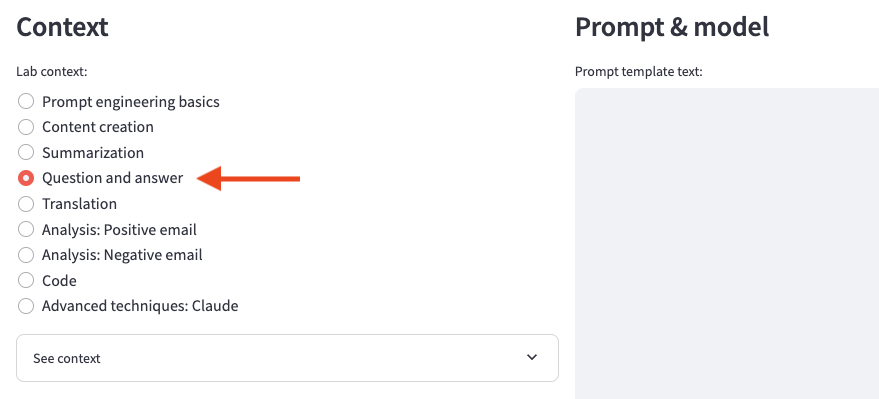 Context
Lab context:
Prompt engineering basics
Content creation
Summarization
Question and answer
Translation
Analysis: Positive email
Analysis: Negative email
Code
Advanced techniques: Claude
See context
Prompt & model
Prompt template text: